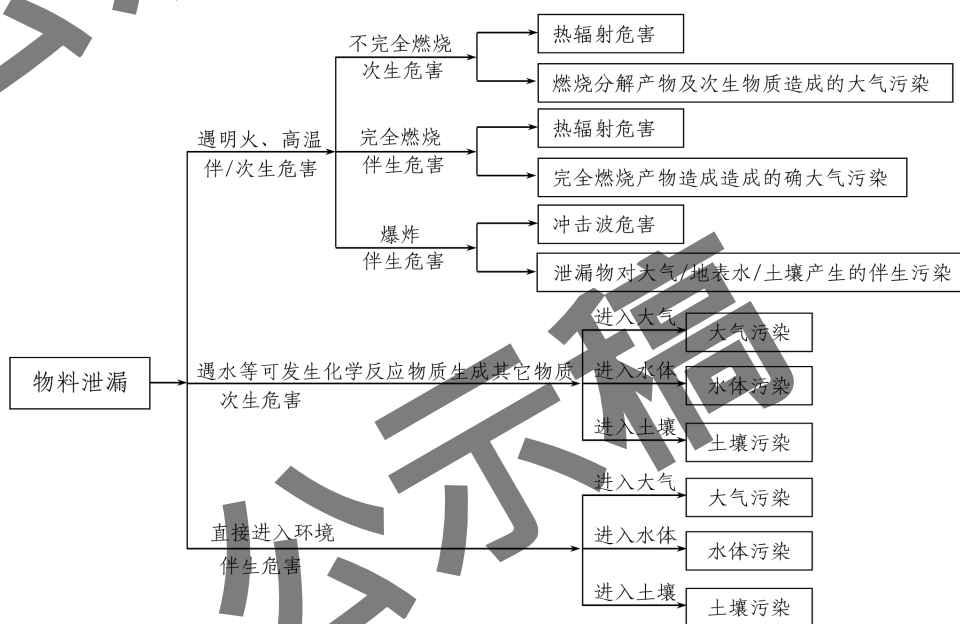 不完全燃烧
次生危害
热辐射危害
燃烧分解产物及次生物质造成的大气污染
遇明火、高温
伴/次生危害
完全燃烧
伴生危害
热辐射危害
完全燃烧产物造成造成的确大气污染
爆炸
伴生危害
冲击波危害
泄漏物对大气/地表水/土壤产生的伴生污染
物料泄漏
遇水等可发生化学反应物质生成其它物质
次生危害
进入大气
大气污染
进入水体
水体污染
进入土壤
土壤污染
直接进入环境
伴生危害
进入大气
大气污染
进入水体
水体污染
进入土壤
土壤污染
公示稿